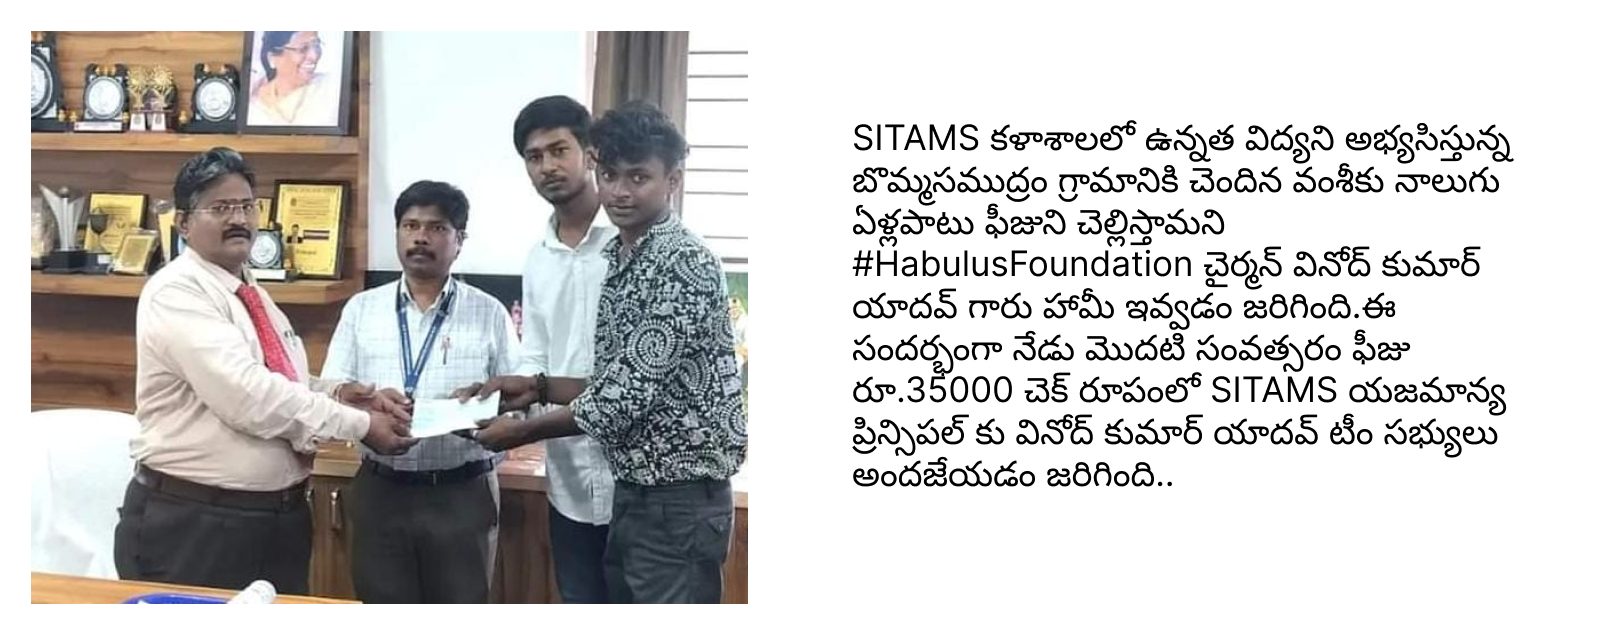 SITAMS కళాశాలలో ఉన్నత విద్యని అభ్యసిస్తున్న
బొమ్మసముద్రం గ్రామానికి చెందిన వంశీకు నాలుగు
ఏళ్లపాటు ఫీజుని చెల్లిస్తామని
#HabulusFoundation చైర్మన్ వినోద్ కుమార్
యాదవ్ గారు హామీ ఇవ్వడం జరిగింది.ఈ
సందర్భంగా నేడు మొదటి సంవత్సరం ఫీజు
రూ.35000 చెక్ రూపంలో SITAMS యజమాన్య
ప్రిన్సిపల్ కు వినోద్ కుమార్ యాదవ్ టీం సభ్యులు
అందజేయడం జరిగింది..